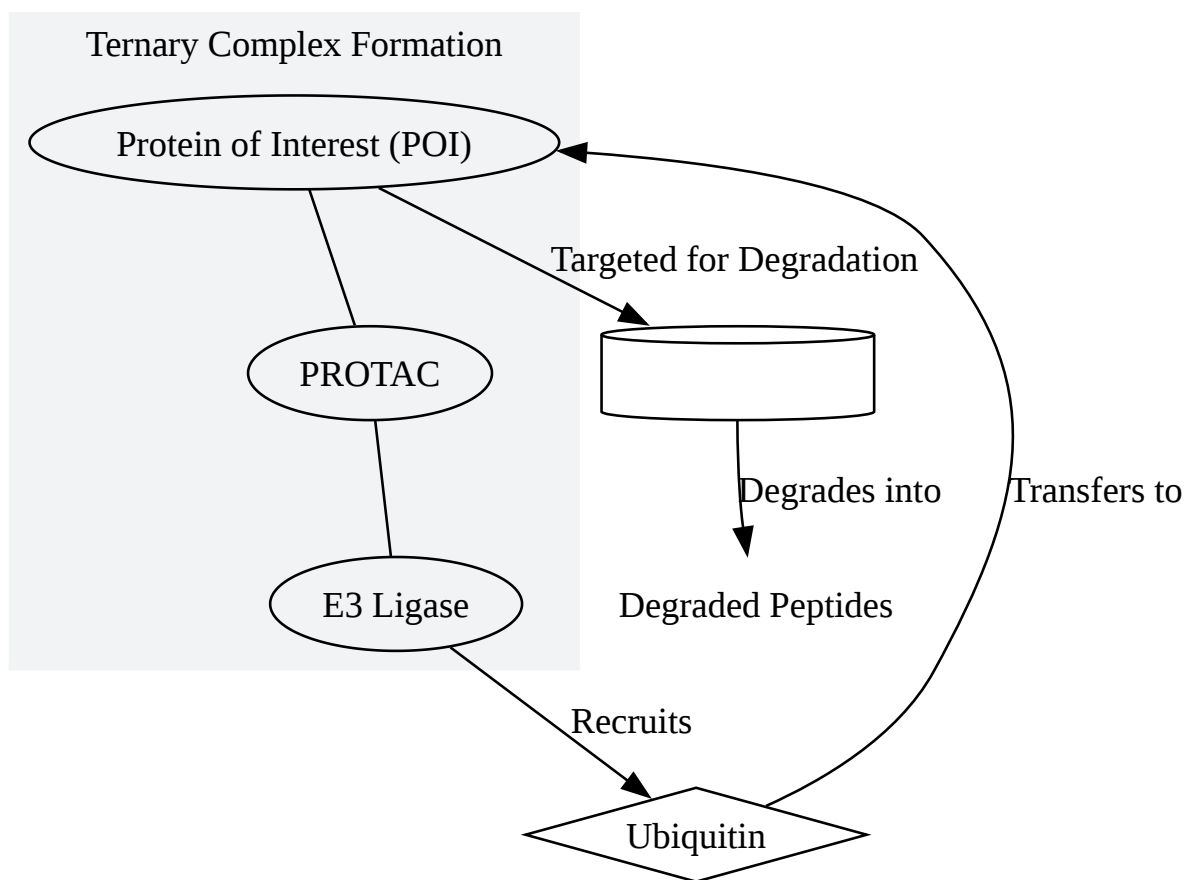 Ternary Complex Formation
Protein of Interest (POI)
Targeted for Degradation
PROTAC
Degrades into
Transfers to
E3 Ligase
Degraded Peptides
Recruits
Ubiquitin